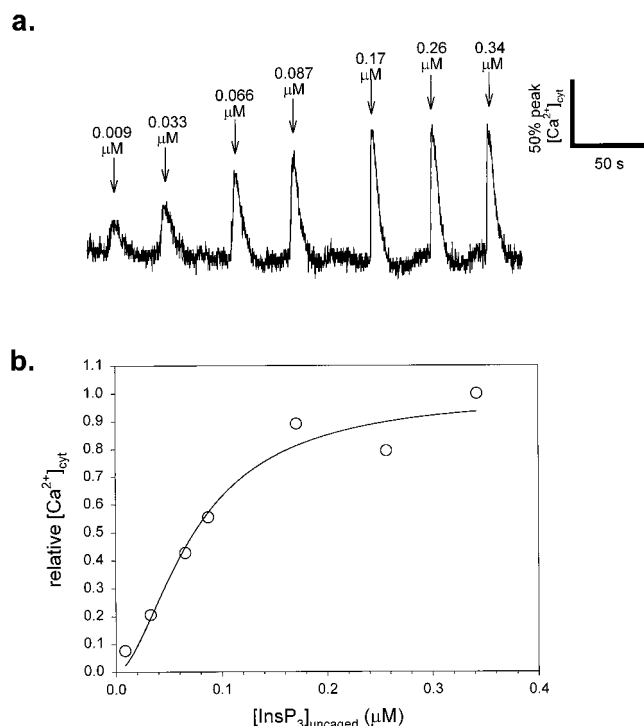 a.
0.009 μM
0.033 μM
0.066 μM
0.087 μM
0.17 μM
0.26 μM
0.34 μM
50% peak
[Ca²⁺]cyt
50 s
b.
1.1
1.0
0.9
0.8
0.7
0.6
0.5
0.4
0.3
0.2
0.1
0.0
relative [Ca²⁺]cyt
0.0 0.1 0.2 0.3 0.4
[InsP₃]uncaged (μM)